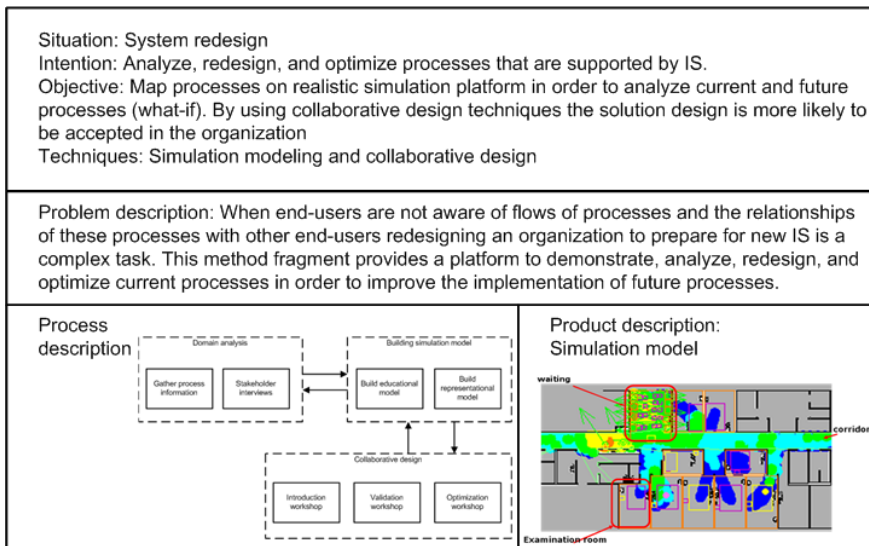 Situation: System redesign
Intention: Analyze, redesign, and optimize processes that are supported by IS.
Objective: Map processes on realistic simulation platform in order to analyze current and future
processes (what-if). By using collaborative design techniques the solution design is more likely to
be accepted in the organization
Techniques: Simulation modeling and collaborative design
Problem description: When end-users are not aware of flows of processes and the relationships
of these processes with other end-users redesigning an organization to prepare for new IS is a
complex task. This method fragment provides a platform to demonstrate, analyze, redesign, and
optimize current processes in order to improve the implementation of future processes.
Process
description
Domain analysis
Gather process
information
Stakeholder
interviews
Building simulation model
Build educational
model
Build
representational
model
Collaborative design
Introduction
workshop
Validation
workshop
Optimization
workshop
Product description:
Simulation model
waiting
corridor
Examination room